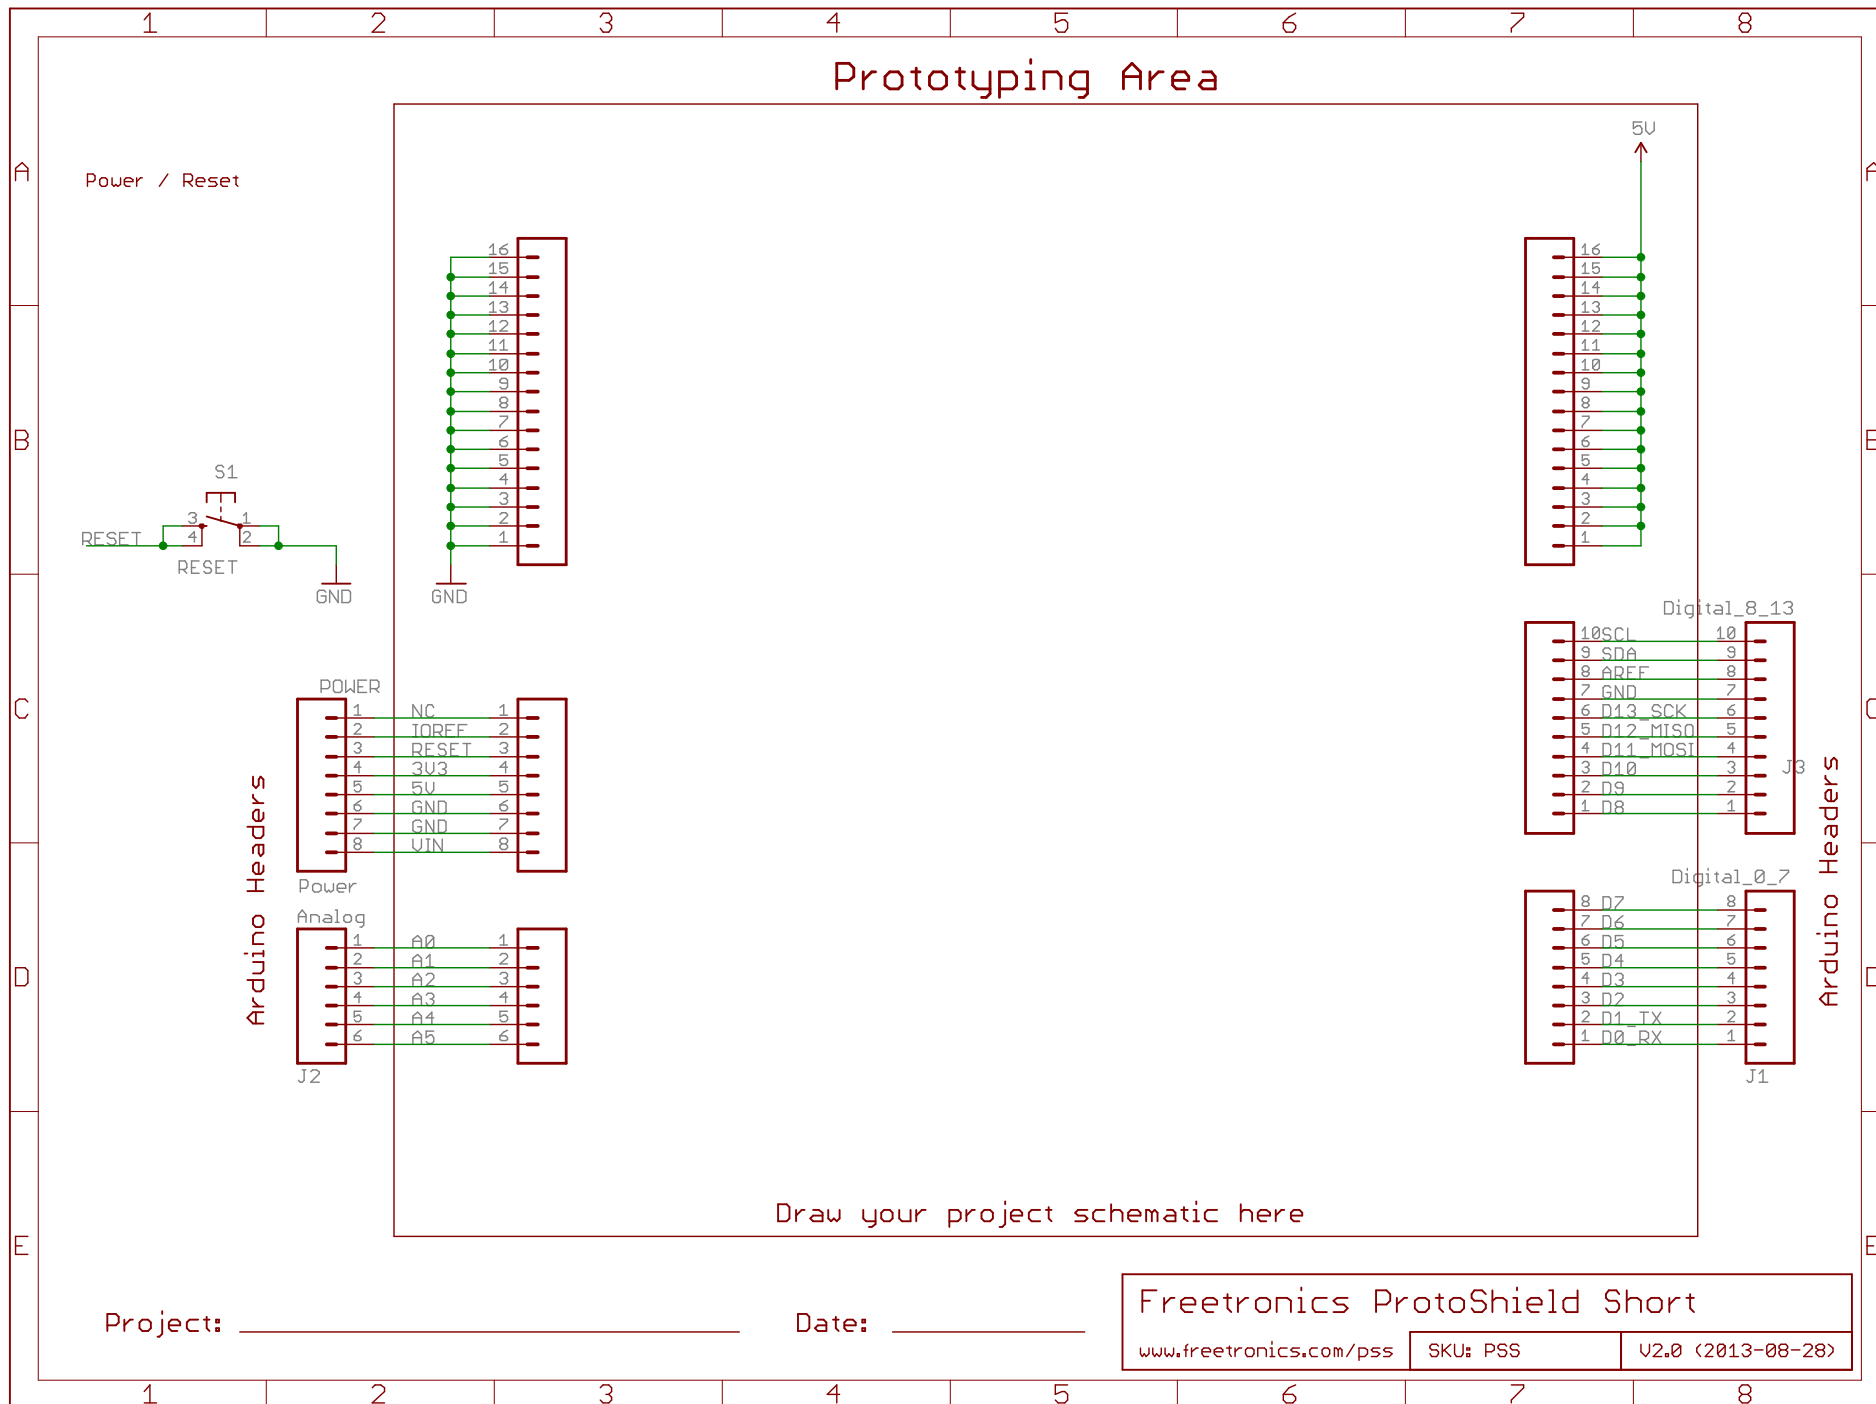 1 2 3 4 5 6 7 8
Prototyping Area
A
Power / Reset
5V
A
16 16
15 15
14 14
13 13
12 12
11 11
10 10
9 9
8 8
7 7
B
B
6 6
5 5
S1
4 4
3 3
3 1
2 2
RESET 4 2
1 1
RESET
GND GND
Digital_8_13
10 SCL 10
9 SDA 9
8 AREF 8
POWER
7 GND 7
C
C
1 NC 1
6 D13_SCK 6
2 IOREF 2
5 D12_MISO 5
3 RESET 3
4 D11_MOSI 4
4 3V3 4
3 D10 3
J3
5 5V 5
2 D9 2
6 GND 6
1 D8 1
7 GND 7
8 VIN 8
Arduino Headers
Arduino Headers
Power
Digital_0_7
Analog
8 D7 8
7 D6 7
1 A0 1
6 D5 6
2 A1 2
5 D4 5
D
D
3 A2 3
4 D3 4
4 A3 4
3 D2 3
5 A4 5
2 D1_TX 2
6 A5 6
1 D0_RX 1
J2
J1
Draw your project schematic here
E
E
Freetronics ProtoShield Short
Project: Date:
www.freetronics.com/pss SKU: PSS V2.0 (2013-08-28)
1 2 3 4 5 6 7 8